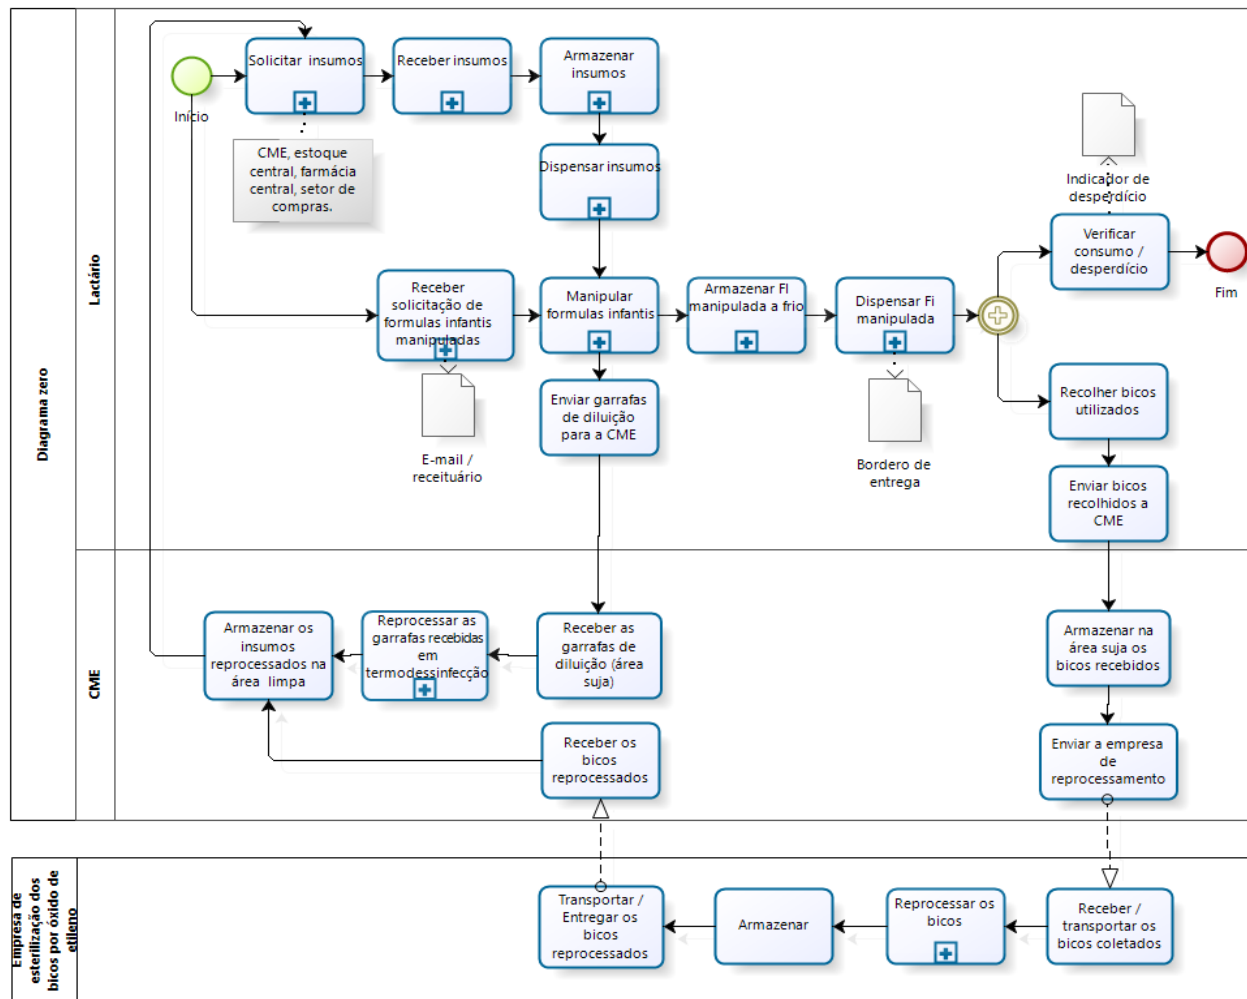 Diagrama zero
Lactário
Início
Solicitar insumos
Receber insumos
Armazenar
insumos
CME, estoque
central, farmácia
central, setor de
compras.
Dispensar insumos
Indicador de
desperdício
Verificar
consumo /
desperdício
Fim
Receber
solicitação de
formulas infantis
manipuladas
Manipular
formulas infantis
Armazenar FI
manipulada a frio
Dispensar Fi
manipulada
E-mail /
receituário
Enviar garrafas
de diluição
para a CME
Bordero de
entrega
Recolher bicos
utilizados
Enviar bicos
recolhidos a
CME
CME
Armazenar os
insumos
reprocessados na
área limpa
Reprocessar as
garrafas recebidas
em
termodessinfecção
Receber as
garrafas de
diluição (área
suja)
Armazenar na
área suja os
bicos recebidos
Receber os
bicos
reprocessados
Enviar a empresa
de
reprocessamento
Empresa de
esterilização dos
bicos por óxido de
etileno
Transportar /
Entregar os
bicos
reprocessados
Armazenar
Reprocessar os
bicos
Receber /
transportar os
bicos coletados